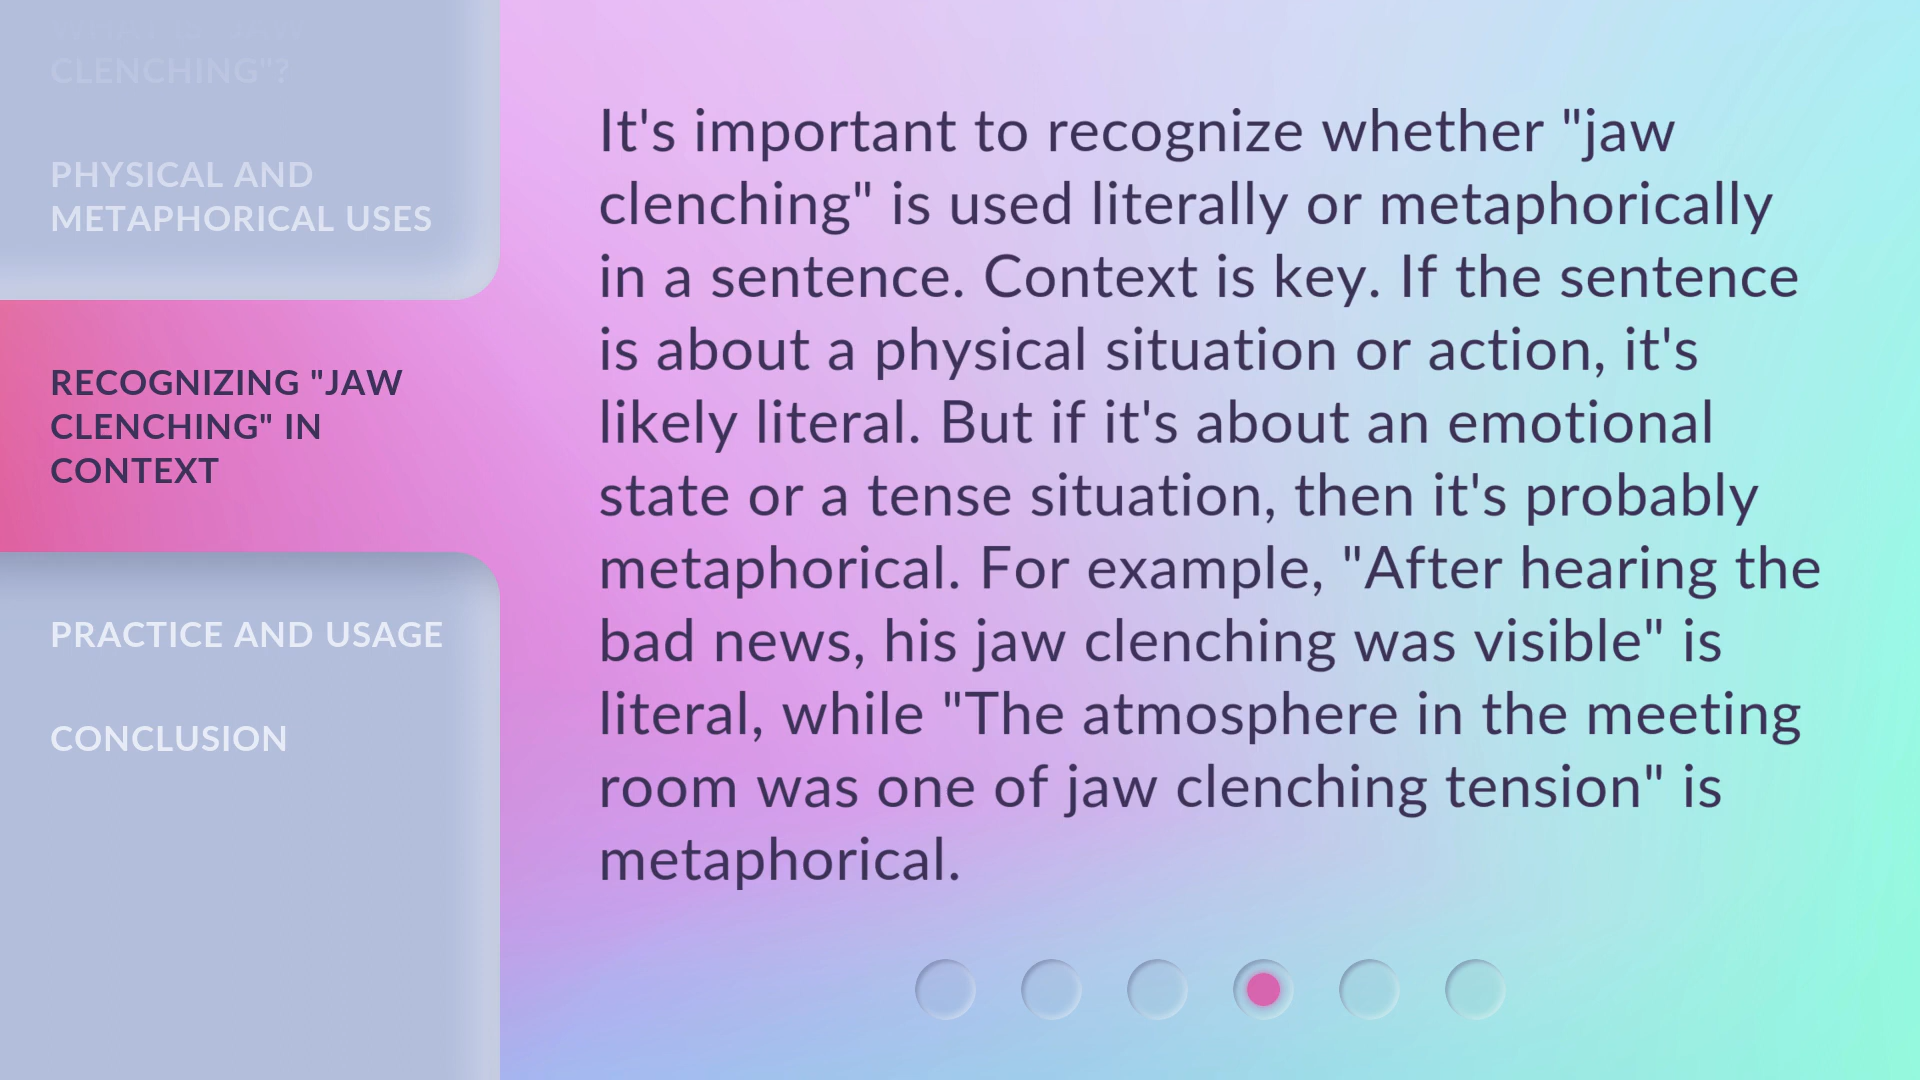 CLENCHING"?
PHYSICAL AND
METAPHORICAL USES
RECOGNIZING "JAW
CLENCHING" IN
CONTEXT
PRACTICE AND USAGE
CONCLUSION
It's important to recognize whether "jaw
clenching" is used literally or metaphorically
in a sentence. Context is key. If the sentence
is about a physical situation or action, it's
likely literal. But if it's about an emotional
state or a tense situation, then it's probably
metaphorical. For example, "After hearing the
bad news, his jaw clenching was visible" is
literal, while "The atmosphere in the meeting
room was one of jaw clenching tension" is
metaphorical.